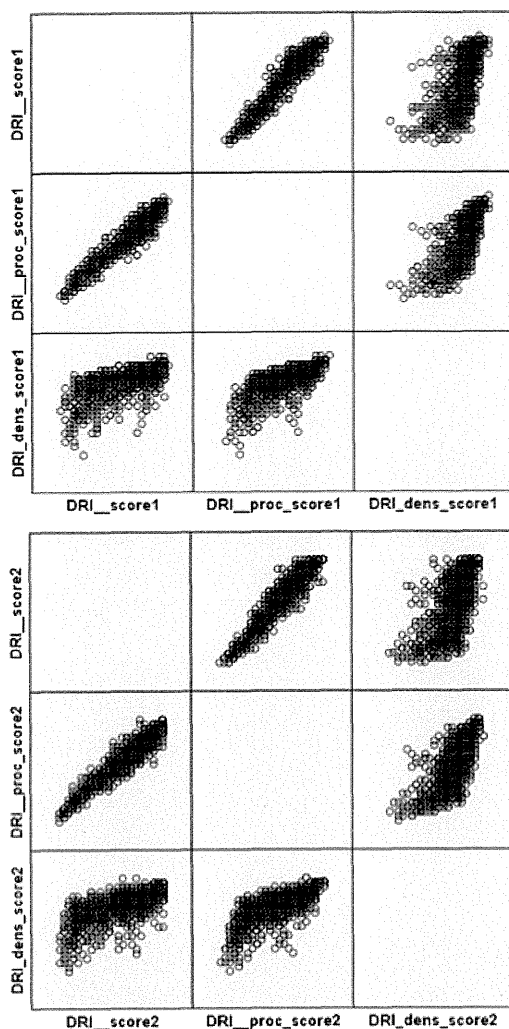 DRI__score1
DRI__proc_score1
DRI_dens_score1
DRI__score1 DRI__proc_score1 DRI_dens_score1
DRI__score2
DRI__proc_score2
DRI_dens_score2
DRI__score2 DRI__proc_score2 DRI_dens_score2